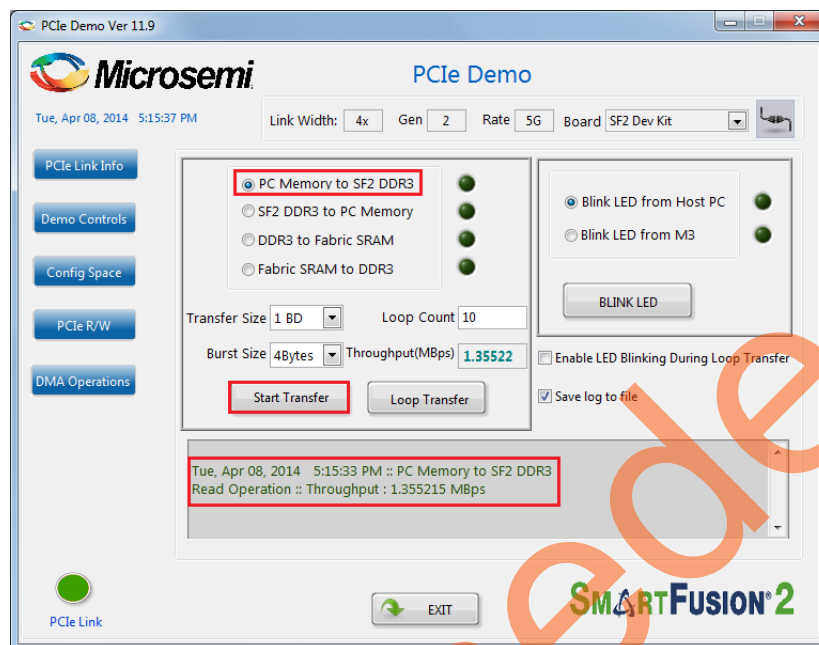 PCIe Demo Ver 11.9
Microsemi
PCIe Demo
Tue, Apr 08, 2014 5:15:37 PM
Link Width: 4x Gen 2 Rate 5G Board SF2 Dev Kit
PCIe Link Info
Demo Controls
Config Space
PCIe R/W
DMA Operations
PC Memory to SF2 DDR3
SF2 DDR3 to PC Memory
DDR3 to Fabric SRAM
Fabric SRAM to DDR3
Transfer Size 1 BD Loop Count 10
Burst Size 4Bytes Throughput(MBps) 1.35522
Start Transfer Loop Transfer
Blink LED from Host PC
Blink LED from M3
BLINK LED
Enable LED Blinking During Loop Transfer
Save log to file
Tue, Apr 08, 2014 5:15:33 PM :: PC Memory to SF2 DDR3
Read Operation :: Throughput : 1.355215 MBps
PCIe Link
EXIT
SMARTFUSION®2